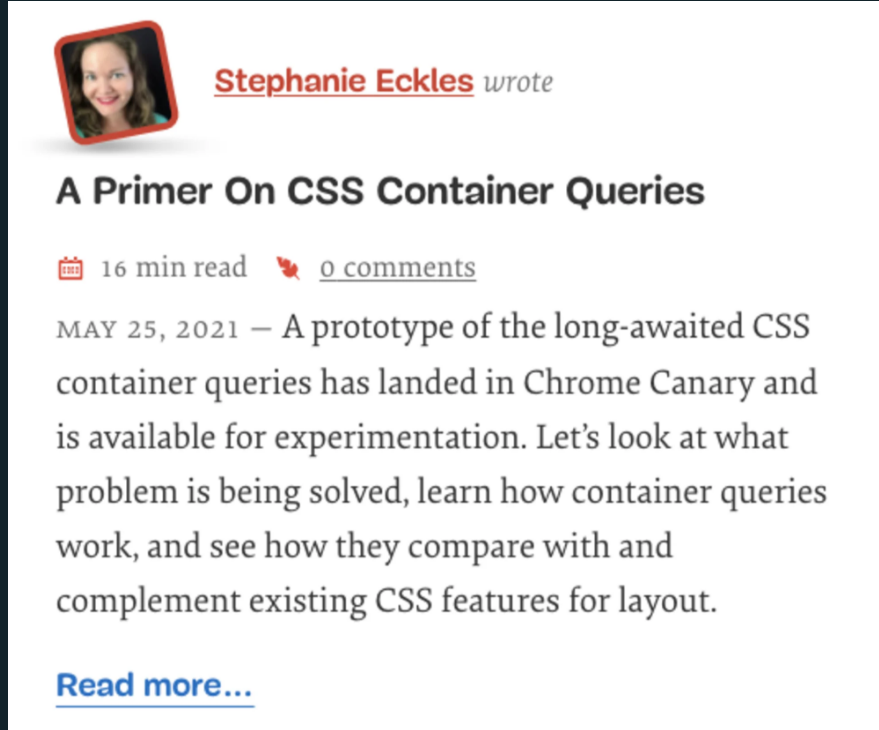 Stephanie Eckles wrote
A Primer On CSS Container Queries
16 min read 0 comments
MAY 25, 2021 — A prototype of the long-awaited CSS
container queries has landed in Chrome Canary and
is available for experimentation. Let’s look at what
problem is being solved, learn how container queries
work, and see how they compare with and
complement existing CSS features for layout.
Read more...